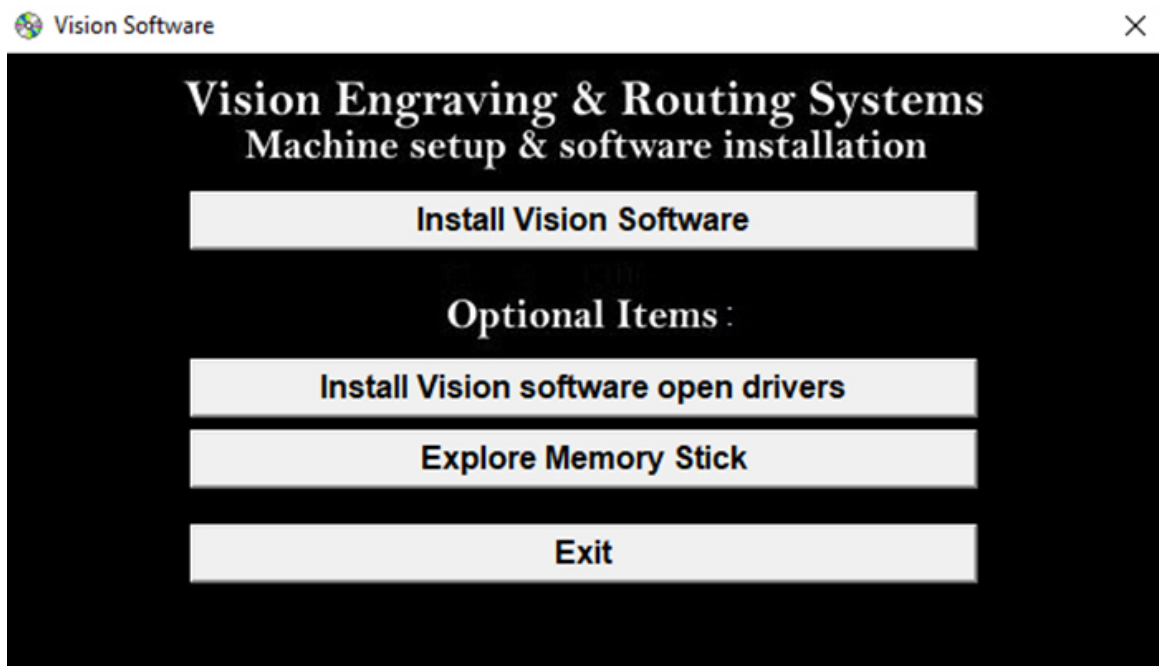 Vision Software
Vision Engraving & Routing Systems
Machine setup & software installation
Install Vision Software
Optional Items :
Install Vision software open drivers
Explore Memory Stick
Exit